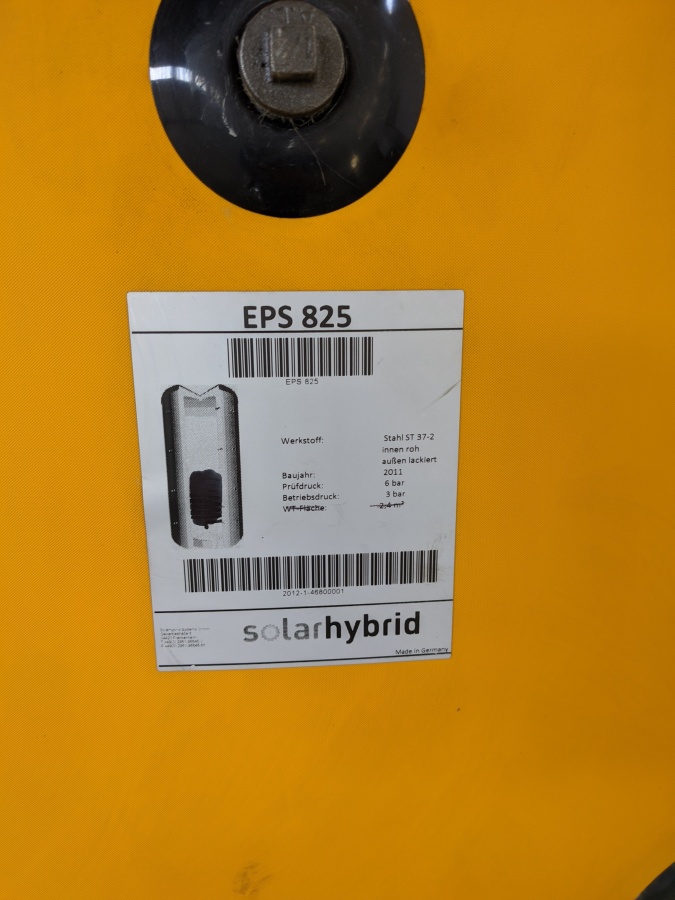 EPS 825
EPS 825
Werkstoff: Stahl ST 37-2
innen roh
außen lackiert
Baujahr: 2011
Prüfdruck: 6 bar
Betriebsdruck: 3 bar
WT-Fläche: 2,4 m²
2012-1-46800001
solarhybrid
Made in Germany